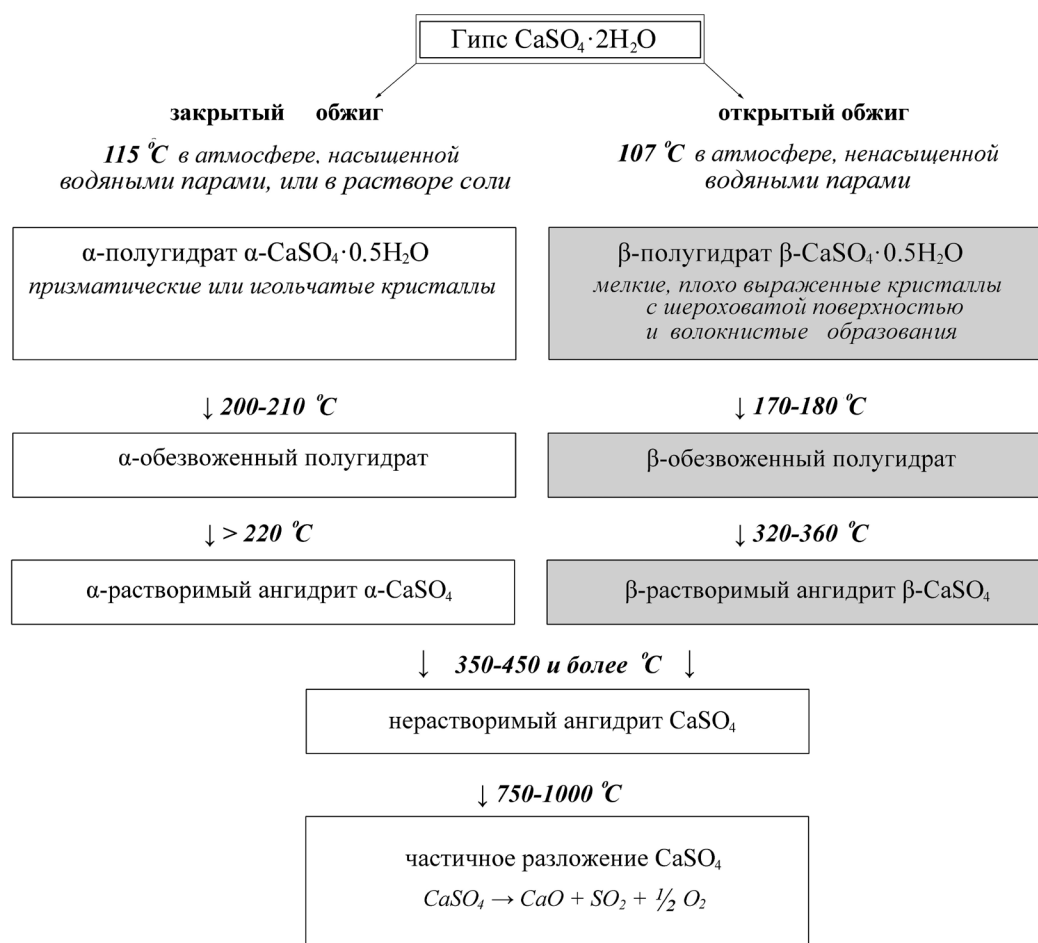 Гипс CaSO₄·2H₂O
закрытый обжиг
115 °C в атмосфере, насыщенной
водяными парами, или в растворе соли
открытый обжиг
107 °C в атмосфере, ненасыщенной
водяными парами
α-полугидрат α-CaSO₄·0.5H₂O
призматические или игольчатые кристаллы
β-полугидрат β-CaSO₄·0.5H₂O
мелкие, плохо выраженные кристаллы
с шероховатой поверхностью
и волокнистые образования
↓ 200-210 °C
↓ 170-180 °C
α-обезвоженный полугидрат
β-обезвоженный полугидрат
↓ > 220 °C
↓ 320-360 °C
α-растворимый ангидрит α-CaSO₄
β-растворимый ангидрит β-CaSO₄
↓ 350-450 и более °C ↓
нерастворимый ангидрит CaSO₄
↓ 750-1000 °C
частичное разложение CaSO₄
CaSO₄ → CaO + SO₂ + ½ O₂